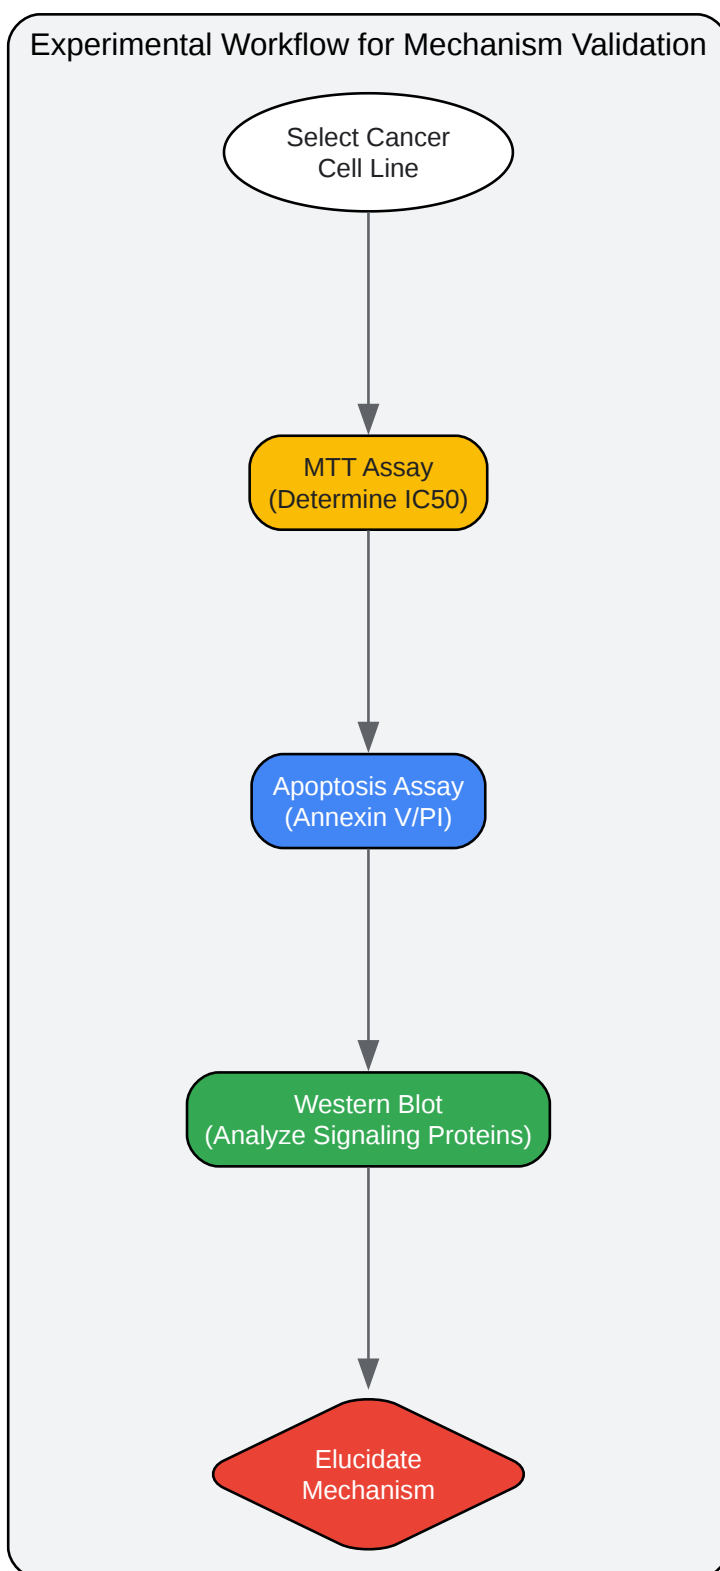 Experimental Workflow for Mechanism Validation
Select Cancer
Cell Line
MTT Assay
(Determine IC50)
Apoptosis Assay
(Annexin V/PI)
Western Blot
(Analyze Signaling Proteins)
Elucidate
Mechanism